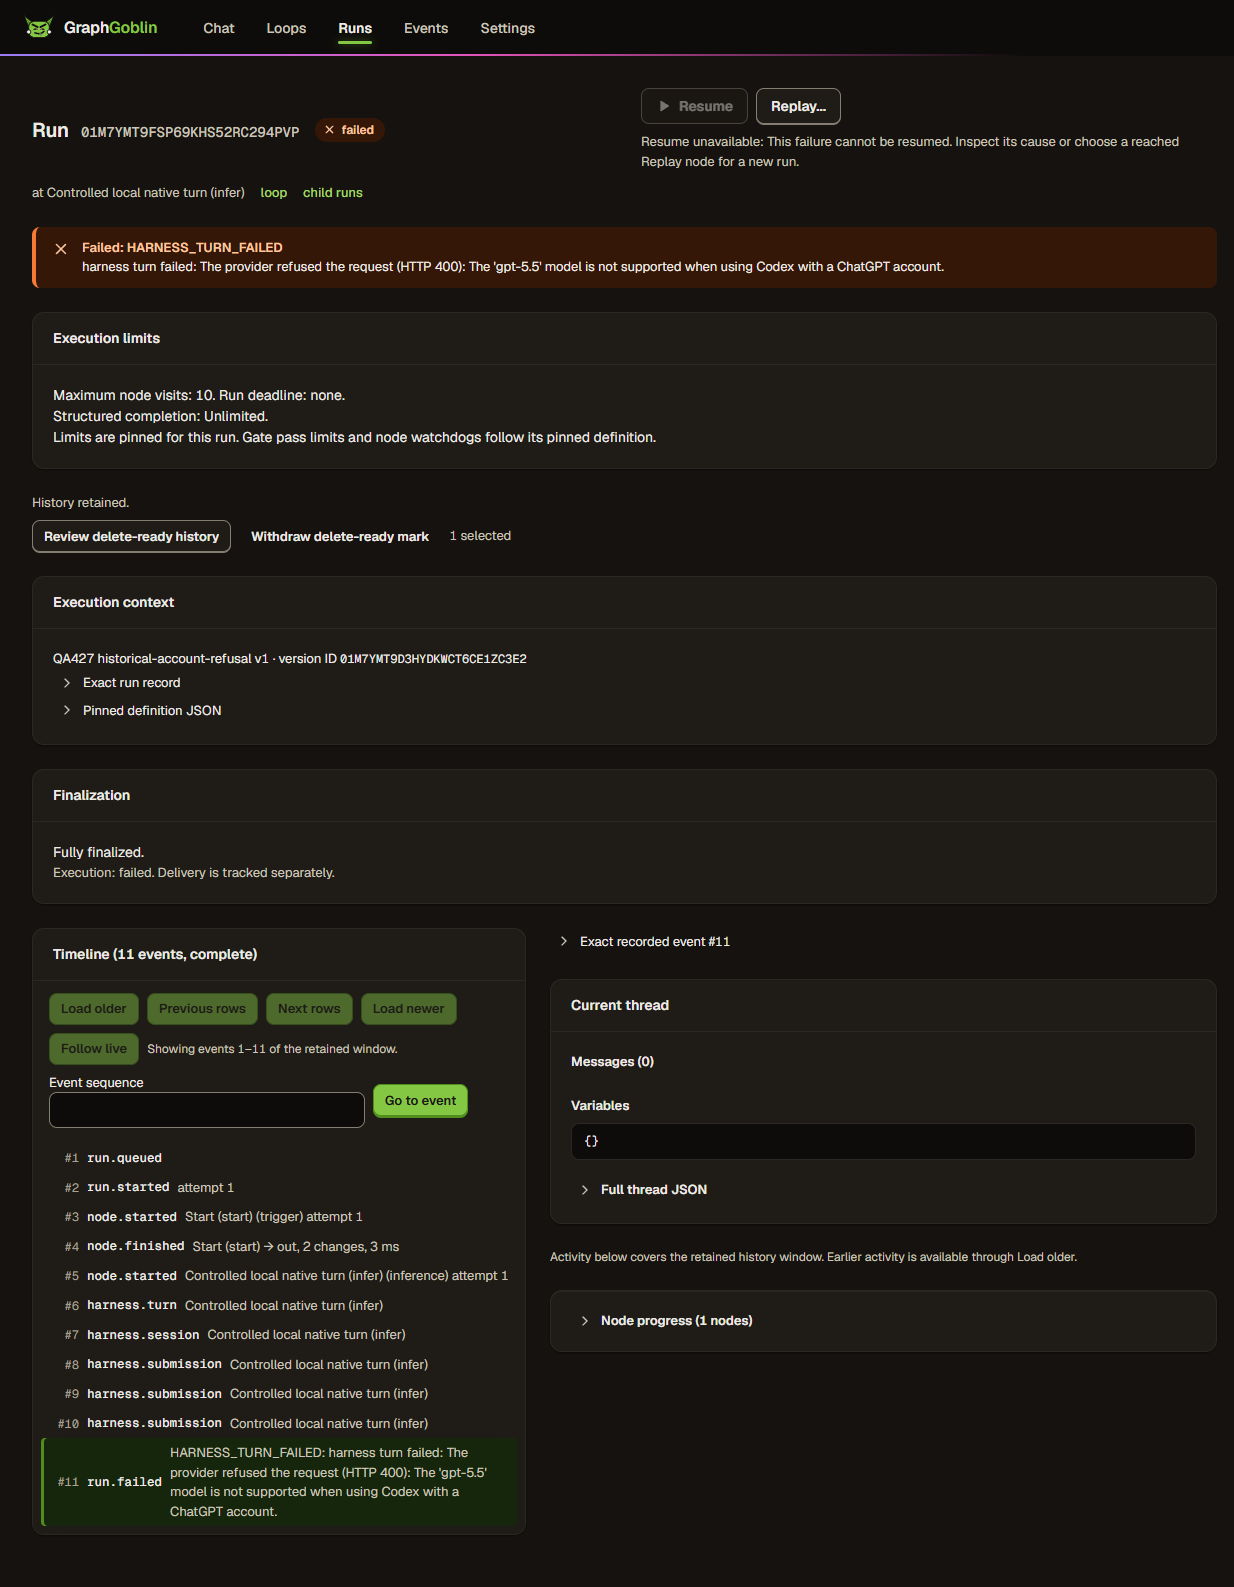 GraphGoblin
Chat
Loops
Runs
Events
Settings
Run 01M7YMT9FSP69KHS52RC294PVP failed
Resume
Replay...
Resume unavailable: This failure cannot be resumed. Inspect its cause or choose a reached
Replay node for a new run.
at Controlled local native turn (infer) loop child runs
Failed: HARNESS_TURN_FAILED
harness turn failed: The provider refused the request (HTTP 400): The 'gpt-5.5' model is not supported when using Codex with a ChatGPT account.
Execution limits
Maximum node visits: 10. Run deadline: none.
Structured completion: Unlimited.
Limits are pinned for this run. Gate pass limits and node watchdogs follow its pinned definition.
History retained.
Review delete-ready history
Withdraw delete-ready mark
1 selected
Execution context
QA427 historical-account-refusal v1 · version ID 01M7YMT9D3HYDKWCT6CE1ZC3E2
Exact run record
Pinned definition JSON
Finalization
Fully finalized.
Execution: failed. Delivery is tracked separately.
Timeline (11 events, complete)
Load older
Previous rows
Next rows
Load newer
Follow live
Showing events 1–11 of the retained window.
Event sequence
Go to event
#1 run.queued
#2 run.started attempt 1
#3 node.started Start (start) (trigger) attempt 1
#4 node.finished Start (start) → out, 2 changes, 3 ms
#5 node.started Controlled local native turn (infer) (inference) attempt 1
#6 harness.turn Controlled local native turn (infer)
#7 harness.session Controlled local native turn (infer)
#8 harness.submission Controlled local native turn (infer)
#9 harness.submission Controlled local native turn (infer)
#10 harness.submission Controlled local native turn (infer)
#11 run.failed HARNESS_TURN_FAILED: harness turn failed: The
provider refused the request (HTTP 400): The 'gpt-5.5'
model is not supported when using Codex with a
ChatGPT account.
Exact recorded event #11
Current thread
Messages (0)
Variables
{}
Full thread JSON
Activity below covers the retained history window. Earlier activity is available through Load older.
Node progress (1 nodes)